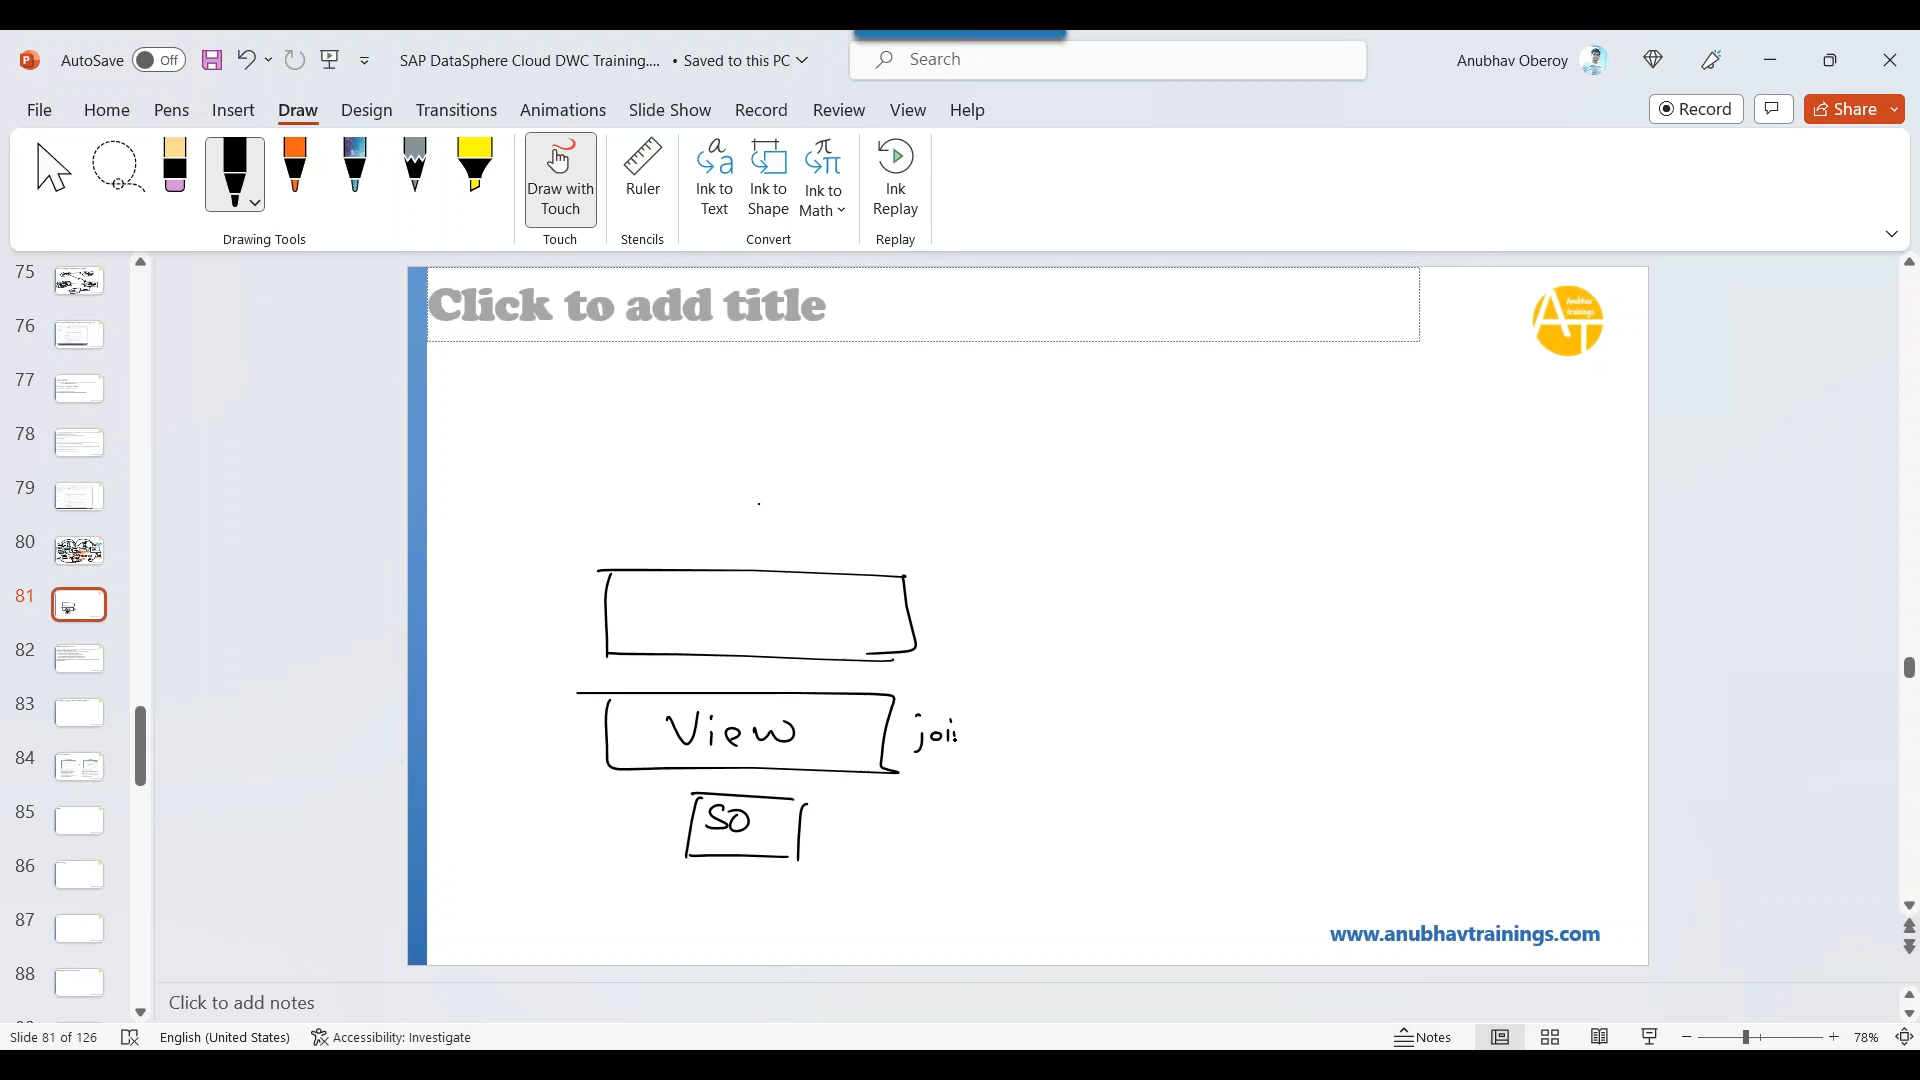 AutoSave Off SAP DataSphere Cloud DWC Training.... • Saved to this PC Search Anubhav Oberoy
File Home Pens Insert Draw Design Transitions Animations Slide Show Record Review View Help Record Share
Draw with Touch
Ruler
Ink to Text
Ink to Shape
Ink to Math
Ink Replay
Drawing Tools Touch Stencils Convert Replay
75
76
77
78
79
80
81
82
83
84
85
86
87
88
Click to add title
Anubhav
trainings
AT
View joi
SO
www.anubhavtrainings.com
Click to add notes
Slide 81 of 126 English (United States) Accessibility: Investigate Notes 78%